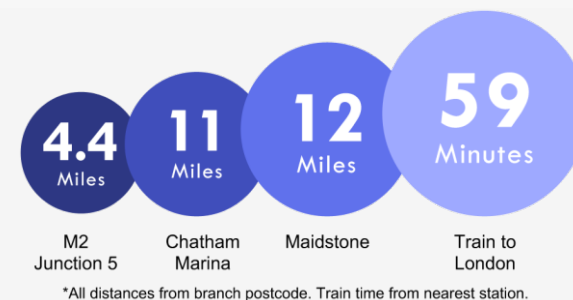 4.4
Miles
11
Miles
12
Miles
59
Minutes
M2
Junction 5
Chatham
Marina
Maidstone
Train to
London
*All distances from branch postcode. Train time from nearest station.